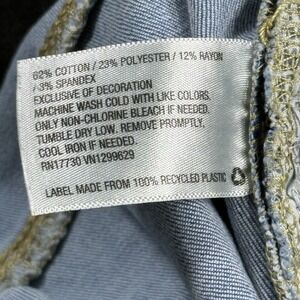 62% COTTON / 23% POLYESTER / 12% RAYON
/ 3% SPANDEX
EXCLUSIVE OF DECORATION
MACHINE WASH COLD WITH LIKE COLORS.
ONLY NON-CHLORINE BLEACH IF NEEDED.
TUMBLE DRY LOW. REMOVE PROMPTLY.
COOL IRON IF NEEDED.
RN17730 VN1299629
LABEL MADE FROM 100% RECYCLED PLASTIC